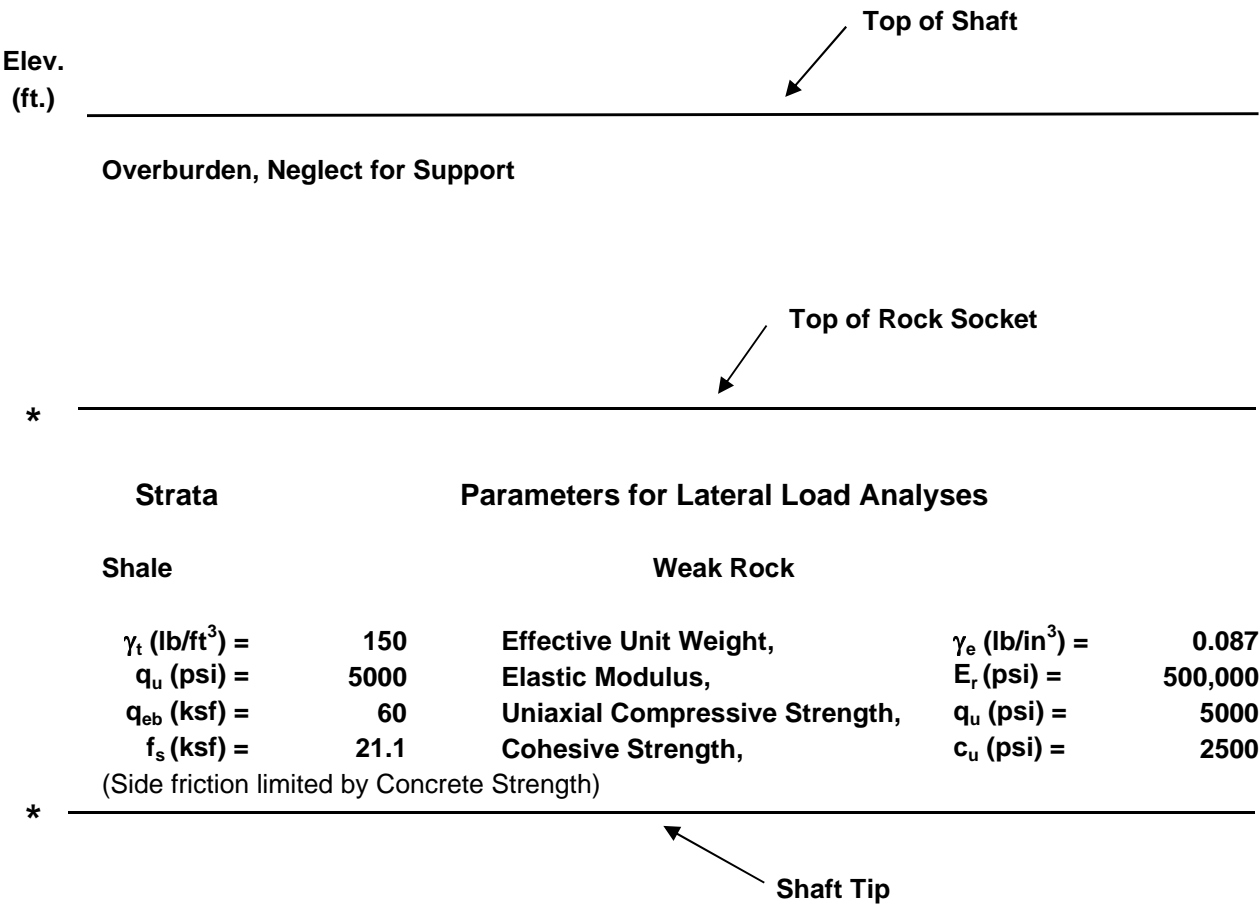 Top of Shaft
Elev.
(ft.)
Overburden, Neglect for Support
Top of Rock Socket
*
Strata Parameters for Lateral Load Analyses
Shale Weak Rock
γt (lb/ft³) = 150 Effective Unit Weight, γe (lb/in³) = 0.087
qu (psi) = 5000 Elastic Modulus, Er (psi) = 500,000
qeb (ksf) = 60 Uniaxial Compressive Strength, qu (psi) = 5000
fs (ksf) = 21.1 Cohesive Strength, cu (psi) = 2500
(Side friction limited by Concrete Strength)
*
Shaft Tip